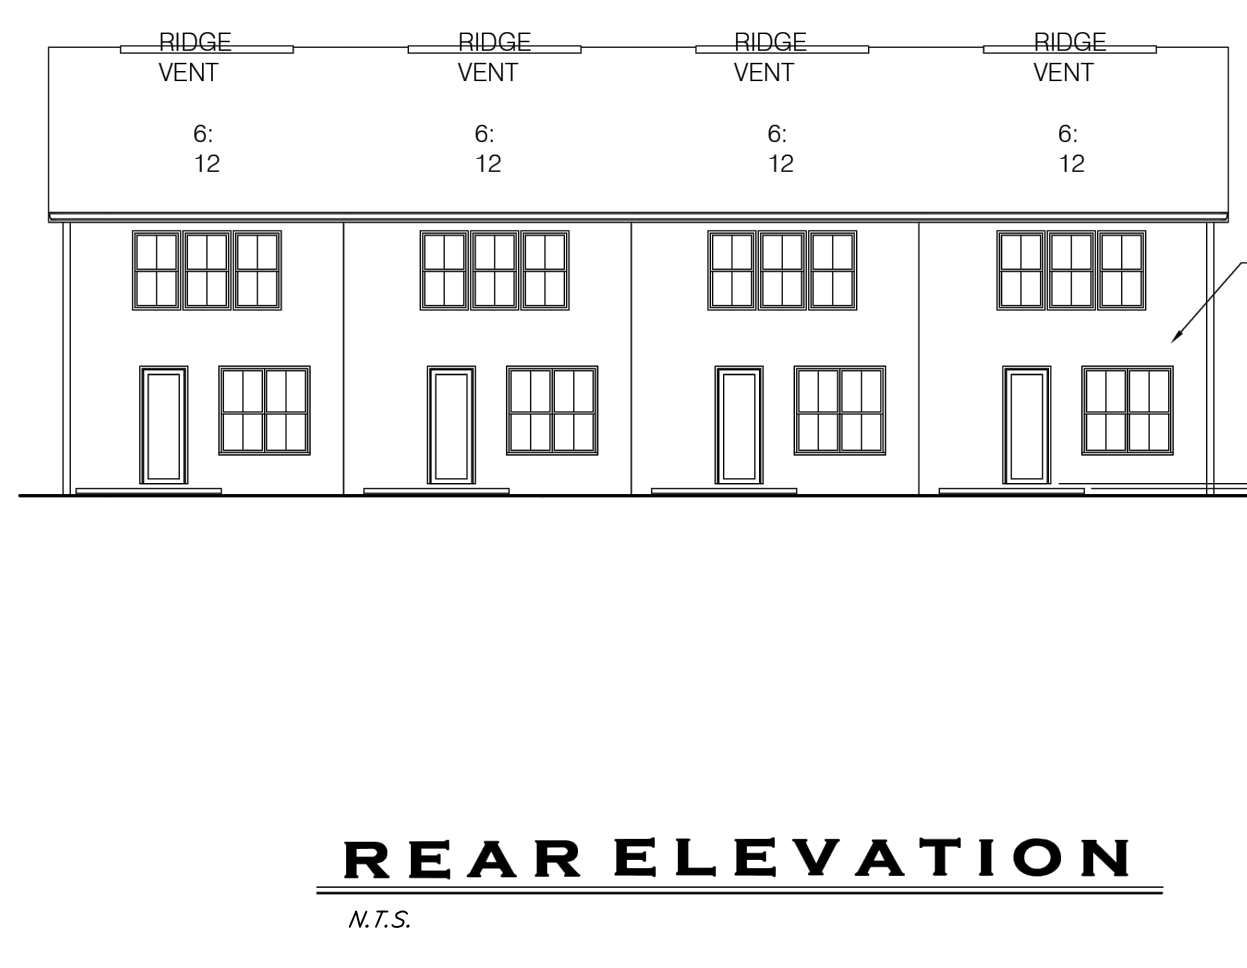 RIDGE RIDGE RIDGE RIDGE
VENT VENT VENT VENT
6: 6: 6: 6:
12 12 12 12
REAR ELEVATION
N.T.S.